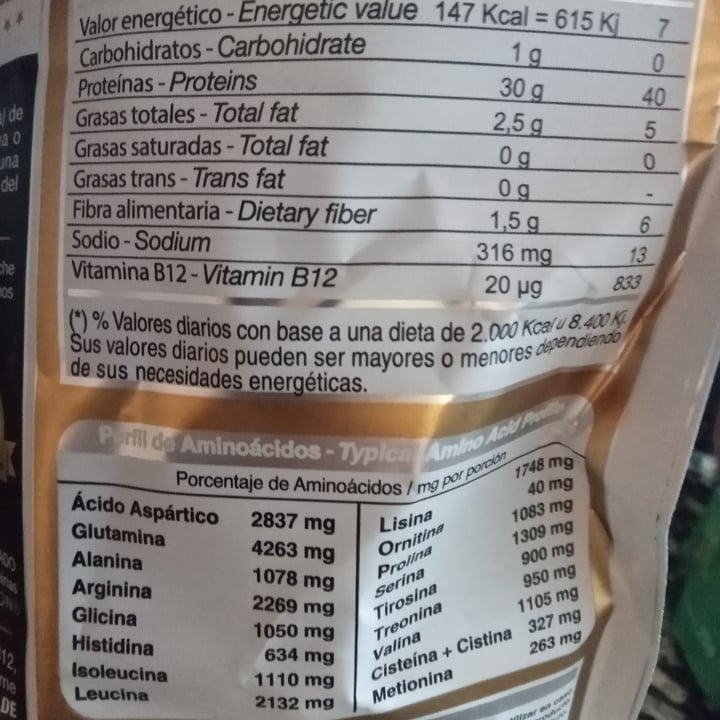 Valor energético - Energetic value 147 Kcal = 615 Kj 7
Carbohidratos - Carbohidrate 1 g 0
Proteínas - Proteins 30 g 40
Grasas totales - Total fat 2,5 g 5
Grasas saturadas - Total fat 0 g 0
Grasas trans - Trans fat 0 g -
Fibra alimentaria - Dietary fiber 1,5 g 6
Sodio - Sodium 316 mg 13
Vitamina B12 - Vitamin B12 20 µg 833
(*) % Valores diarios con base a una dieta de 2.000 Kcal u 8.400 Kj.
Sus valores diarios pueden ser mayores o menores dependiendo
de sus necesidades energéticas.
Perfil de Aminoácidos - Typical Amino Acid Profile
Porcentaje de Aminoácidos / mg por porción
Ácido Aspártico 2837 mg
Glutamina 4263 mg
Alanina 1078 mg
Arginina 2269 mg
Glicina 1050 mg
Histidina 634 mg
Isoleucina 1110 mg
Leucina 2132 mg
Lisina 1748 mg
Ornitina 40 mg
Prolina 1083 mg
Serina 1309 mg
Tirosina 900 mg
Treonina 950 mg
Valina 1105 mg
Cisteína + Cistina 327 mg
Metionina 263 mg
de
una
del
12,
DE
en caso